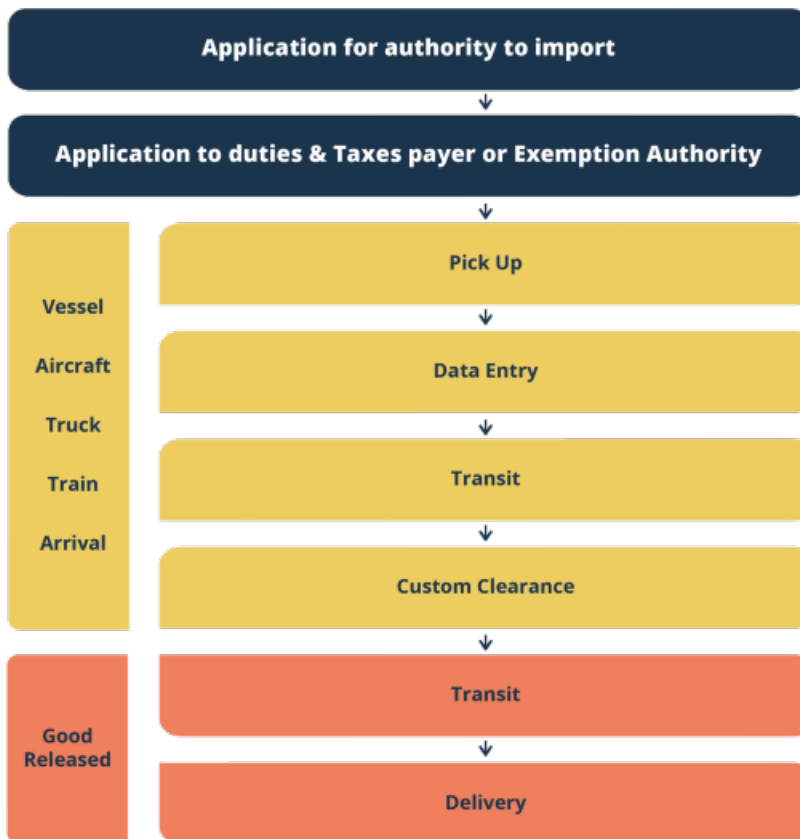 Application for authority to import
Application to duties & Taxes payer or Exemption Authority
Vessel
Aircraft
Truck
Train
Arrival
Pick Up
Data Entry
Transit
Custom Clearance
Good
Released
Transit
Delivery